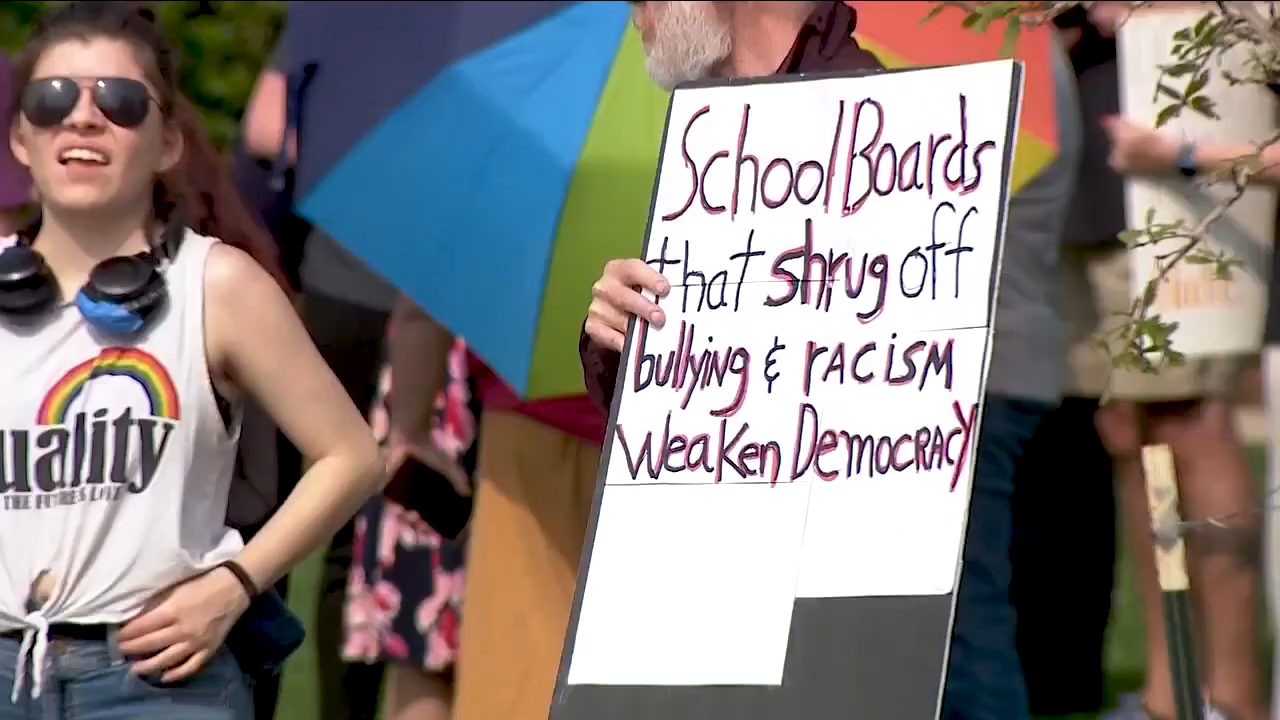 School Boards
that shrug off
bullying & rACiSM
Weaken DemocRACY
uality